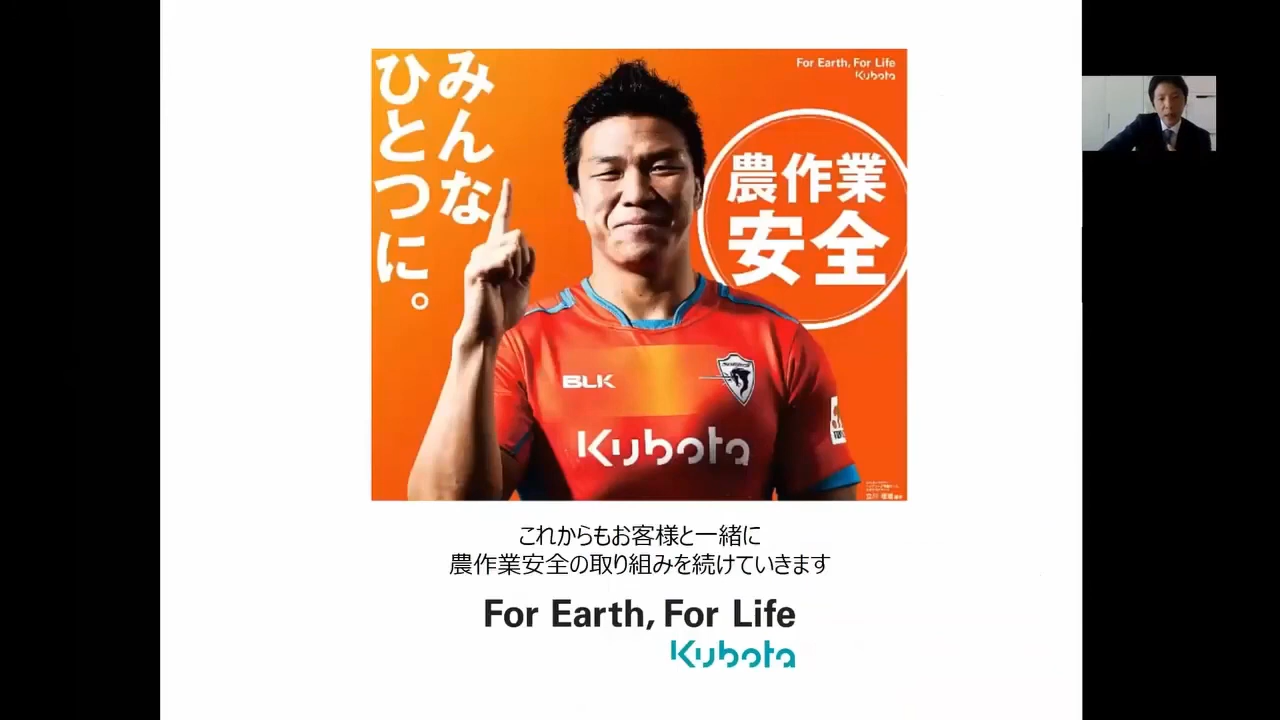 みんな
ひとつに。
For Earth, For Life
Kubota
農作業
安全
BLK
Kubota
これからもお客様と一緒に
農作業安全の取り組みを続けていきます
For Earth, For Life
Kubota